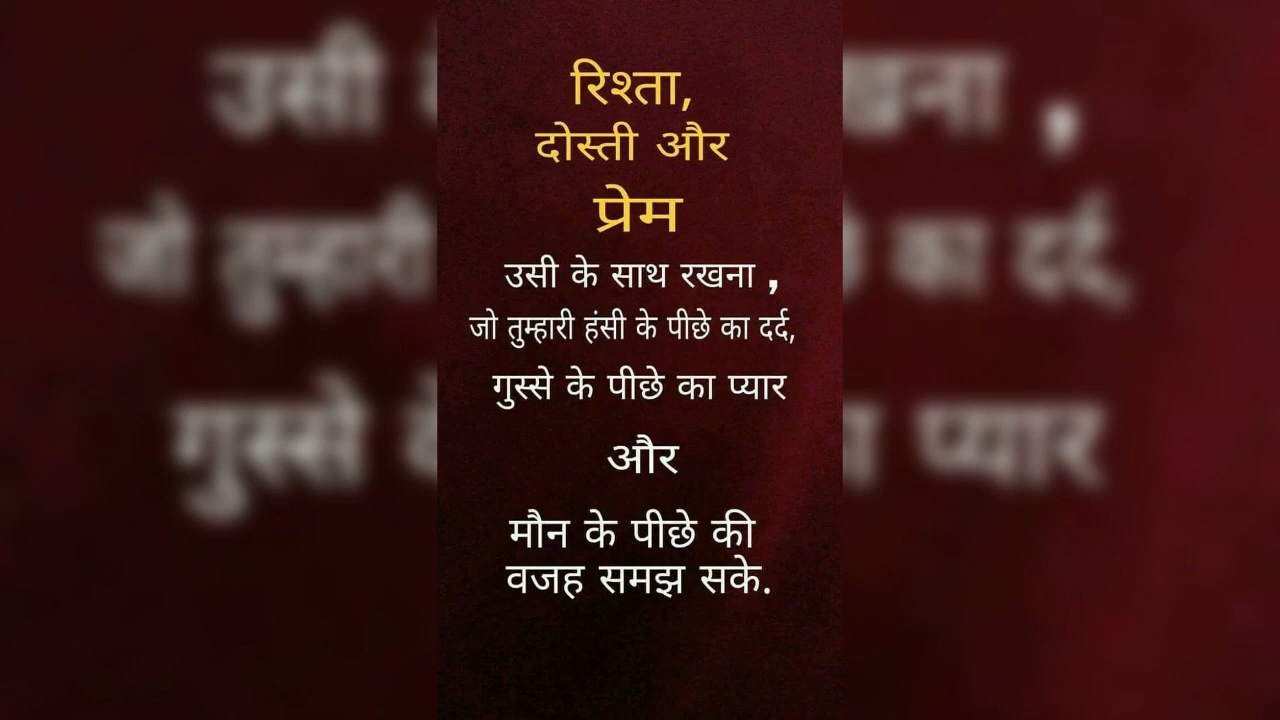 रिश्ता,
दोस्ती और
प्रेम
उसी के साथ रखना ,
जो तुम्हारी हंसी के पीछे का दर्द,
गुस्से के पीछे का प्यार
और
मौन के पीछे की
वजह समझ सके.